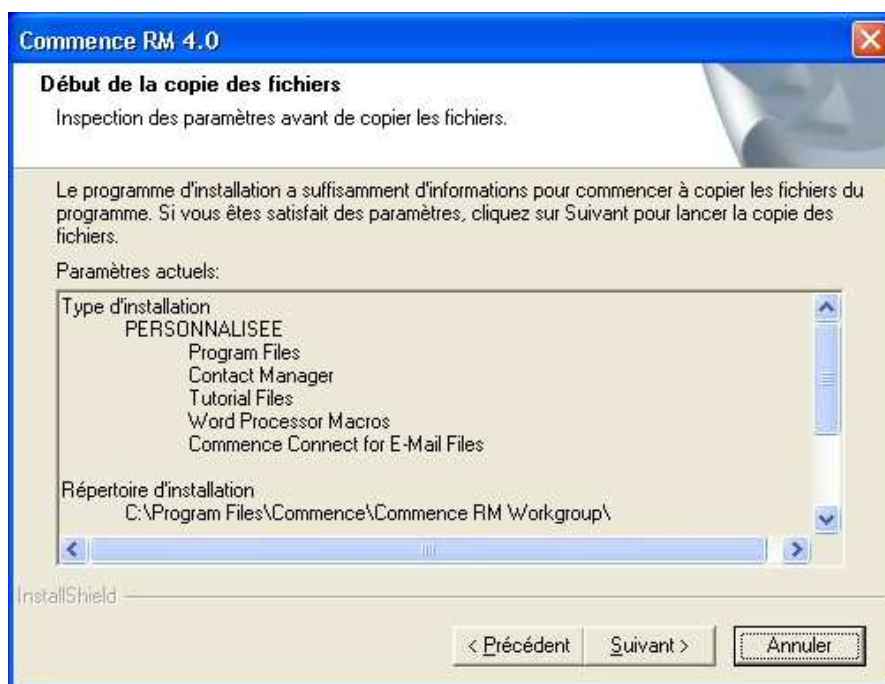 Commence RM 4.0
Début de la copie des fichiers
Inspection des paramètres avant de copier les fichiers.
Le programme d'installation a suffisamment d'informations pour commencer à copier les fichiers du
programme. Si vous êtes satisfait des paramètres, cliquez sur Suivant pour lancer la copie des
fichiers.
Paramètres actuels:
Type d'installation
PERSONNALISEE
Program Files
Contact Manager
Tutorial Files
Word Processor Macros
Commence Connect for E-Mail Files
Répertoire d'installation
C:\Program Files\Commence\Commence RM Workgroup\
InstallShield
< Précédent Suivant > Annuler